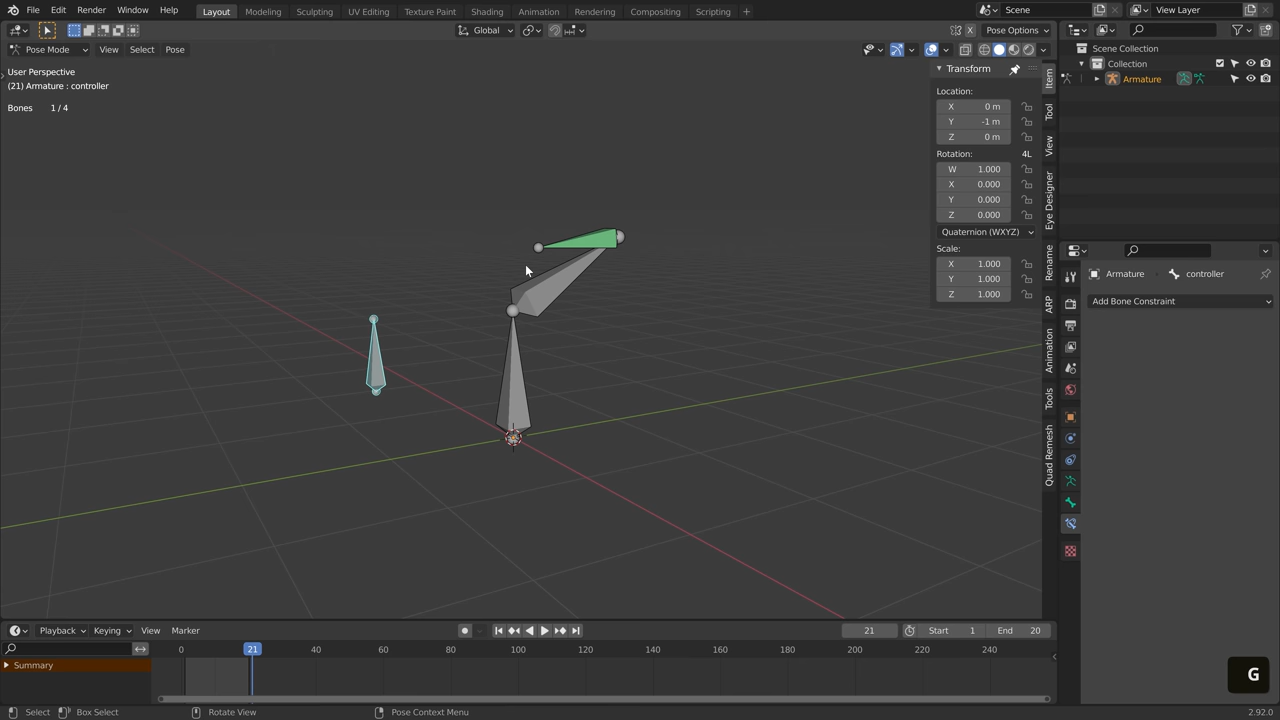 File Edit Render Window Help Layout Modeling Sculpting UV Editing Texture Paint Shading Animation Rendering Compositing Scripting + Scene View Layer
Global X Pose Options
Pose Mode View Select Pose
User Perspective
(21) Armature : controller
Bones 1 / 4
Transform
Location:
X 0 m
Y -1 m
Z 0 m
Rotation: 4L
W 1.000
X 0.000
Y 0.000
Z 0.000
Quaternion (WXYZ)
Scale:
X 1.000
Y 1.000
Z 1.000
Item
Tool
View
Eye Designer
Rename
ARP
Animation
Tools
Quad Remesh
Scene Collection
Collection
Armature
Armature controller
Add Bone Constraint
G
Playback Keying View Marker 21 Start 1 End 20
0 21 40 60 80 100 120 140 160 180 200 220 240
Summary
Select Box Select Rotate View Pose Context Menu 2.92.0